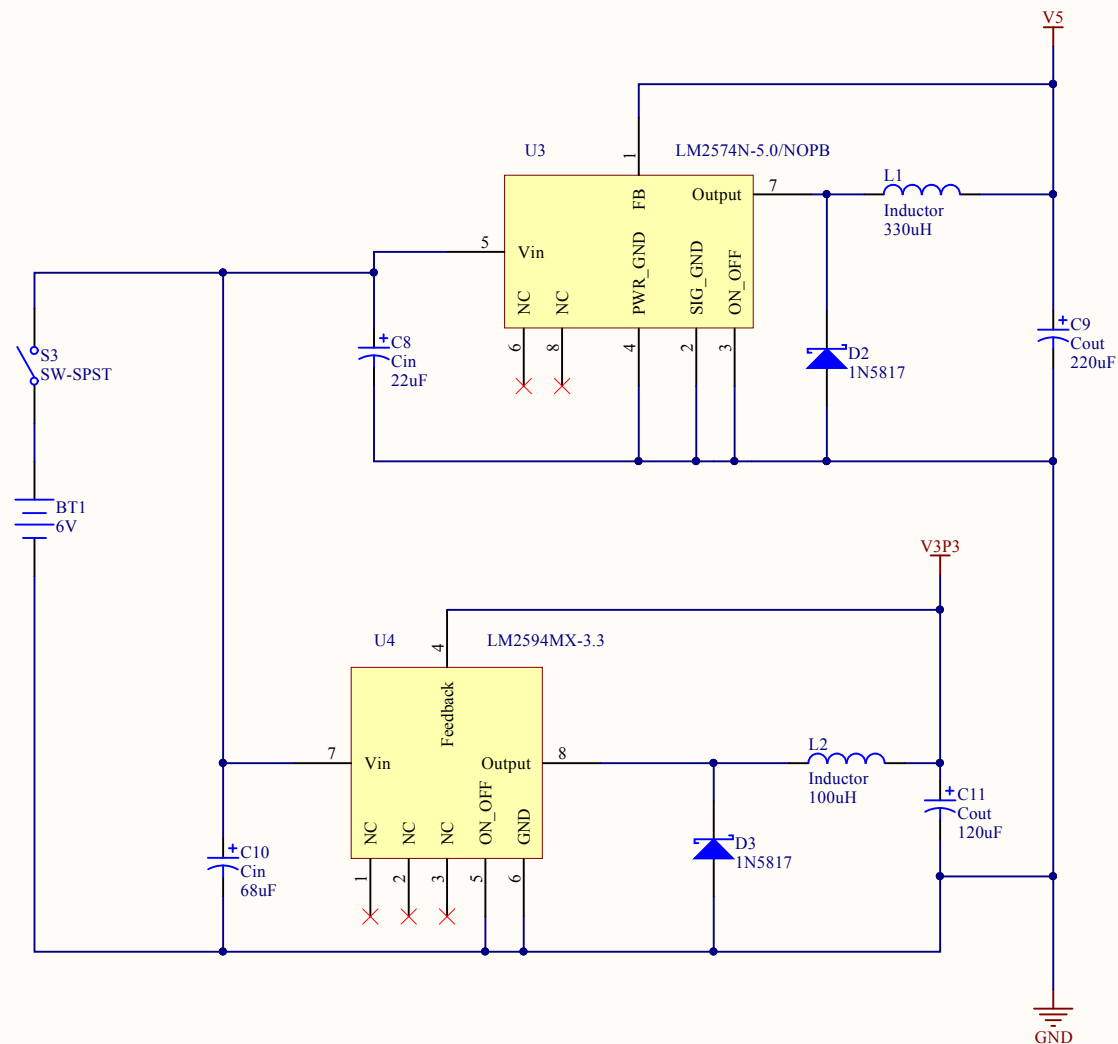 V5
U3
LM2574N-5.0/NOPB
1
FB
Output
7
L1
Inductor
330uH
5
Vin
NC
NC
PWR_GND
SIG_GND
ON_OFF
6
8
4
2
3
S3
SW-SPST
+
C8
Cin
22uF
D2
1N5817
+
C9
Cout
220uF
BT1
6V
V3P3
U4
LM2594MX-3.3
4
Feedback
7
Vin
Output
8
L2
Inductor
100uH
NC
NC
NC
ON_OFF
GND
1
2
3
5
6
+
C10
Cin
68uF
D3
1N5817
+
C11
Cout
120uF
GND